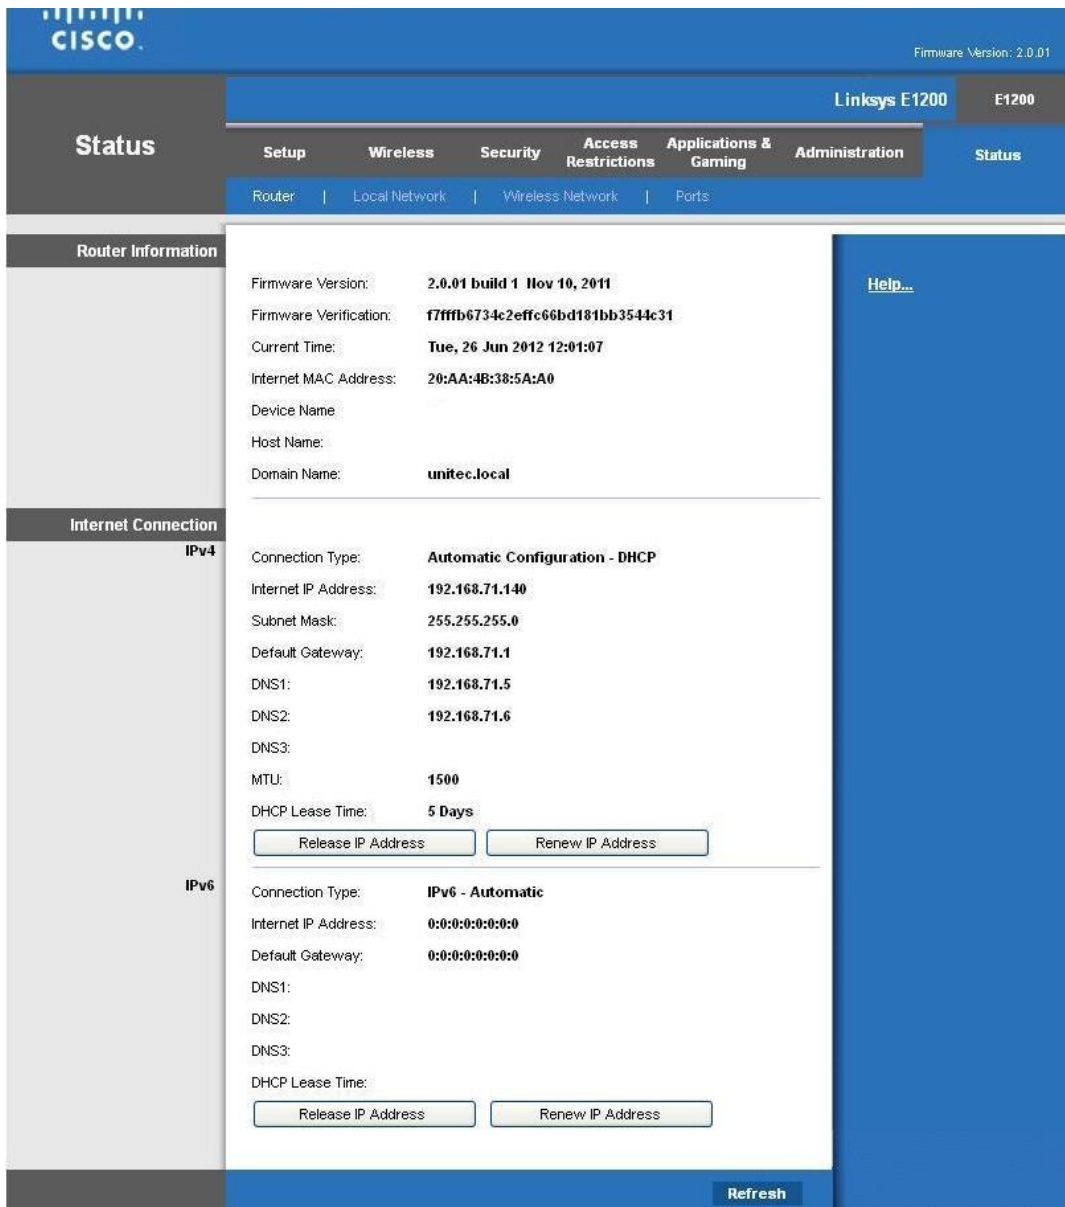 CISCO.
Firmware Version: 2.0.01
Linksys E1200 E1200
Status
Setup Wireless Security Access Restrictions Applications & Gaming Administration Status
Router | Local Network | Wireless Network | Ports
Router Information
Help...
Firmware Version: 2.0.01 build 1 Nov 10, 2011
Firmware Verification: f7fffb6734c2effc66bd181bb3544c31
Current Time: Tue, 26 Jun 2012 12:01:07
Internet MAC Address: 20:AA:4B:38:5A:A0
Device Name
Host Name:
Domain Name: unitec.local
Internet Connection
IPv4
Connection Type: Automatic Configuration - DHCP
Internet IP Address: 192.168.71.140
Subnet Mask: 255.255.255.0
Default Gateway: 192.168.71.1
DNS1: 192.168.71.5
DNS2: 192.168.71.6
DNS3:
MTU: 1500
DHCP Lease Time: 5 Days
Release IP Address Renew IP Address
IPv6
Connection Type: IPv6 - Automatic
Internet IP Address: 0:0:0:0:0:0:0:0
Default Gateway: 0:0:0:0:0:0:0:0
DNS1:
DNS2:
DNS3:
DHCP Lease Time:
Release IP Address Renew IP Address
Refresh